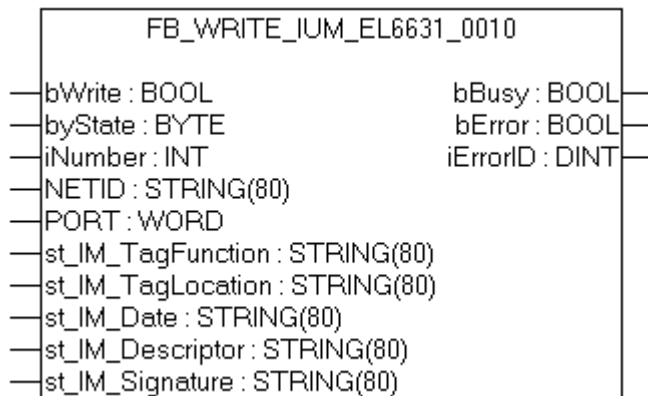 FB_WRITE_IUM_EL6631_0010
bWrite : BOOL bBusy : BOOL
byState : BYTE bError : BOOL
iNumber : INT iErrorID : DINT
NETID : STRING(80)
PORT : WORD
st_IM_TagFunction : STRING(80)
st_IM_TagLocation : STRING(80)
st_IM_Date : STRING(80)
st_IM_Descriptor : STRING(80)
st_IM_Signature : STRING(80)